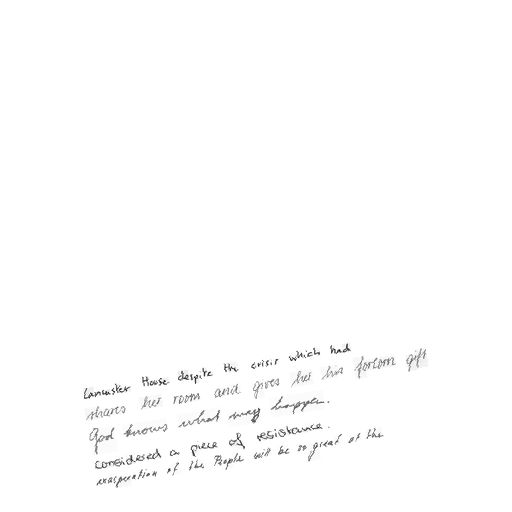 Lancaster House despite the crisis which had
shares her room and gives her his forlorn gift
God knows what may happen.
considered a piece of resistance.
exasperation of the People will be so great at the